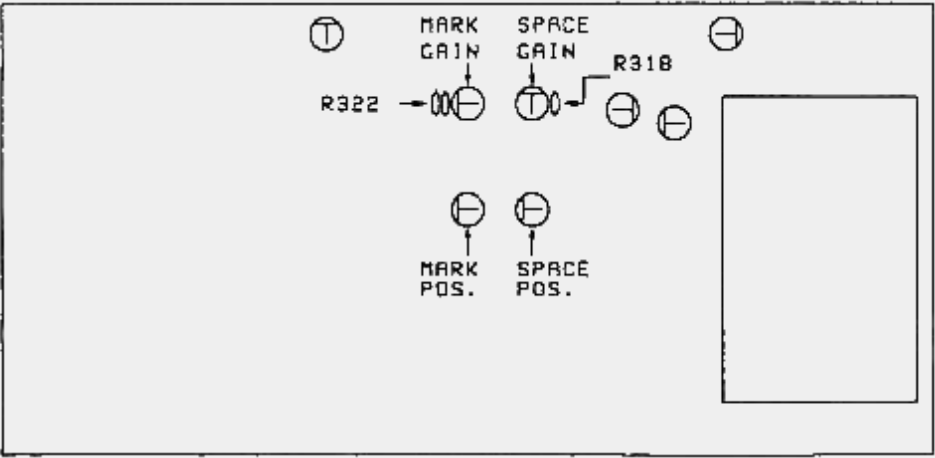 MARK
GAIN
SPACE
GAIN
R318
R322
MARK
POS.
SPACE
POS.